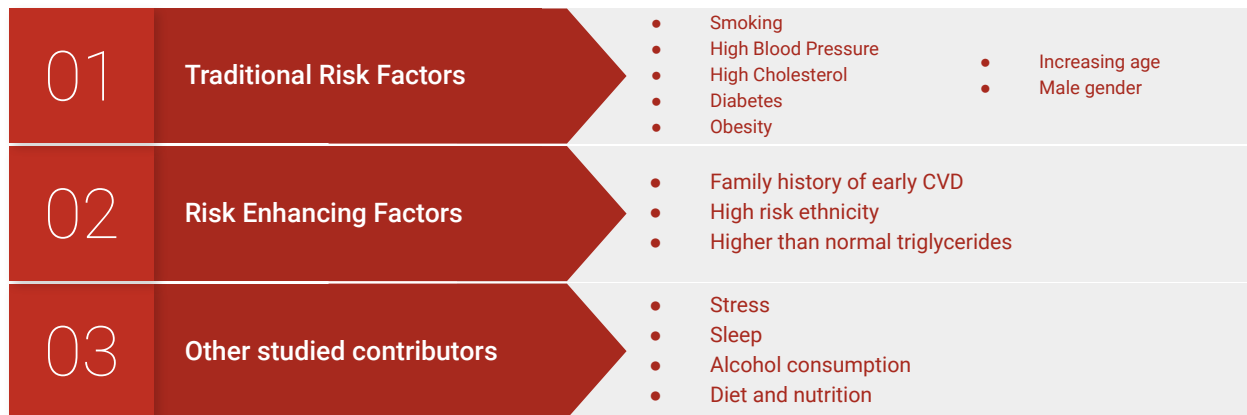 01
Traditional Risk Factors
● Smoking
● High Blood Pressure
● High Cholesterol
● Diabetes
● Obesity
● Increasing age
● Male gender
02
Risk Enhancing Factors
● Family history of early CVD
● High risk ethnicity
● Higher than normal triglycerides
03
Other studied contributors
● Stress
● Sleep
● Alcohol consumption
● Diet and nutrition